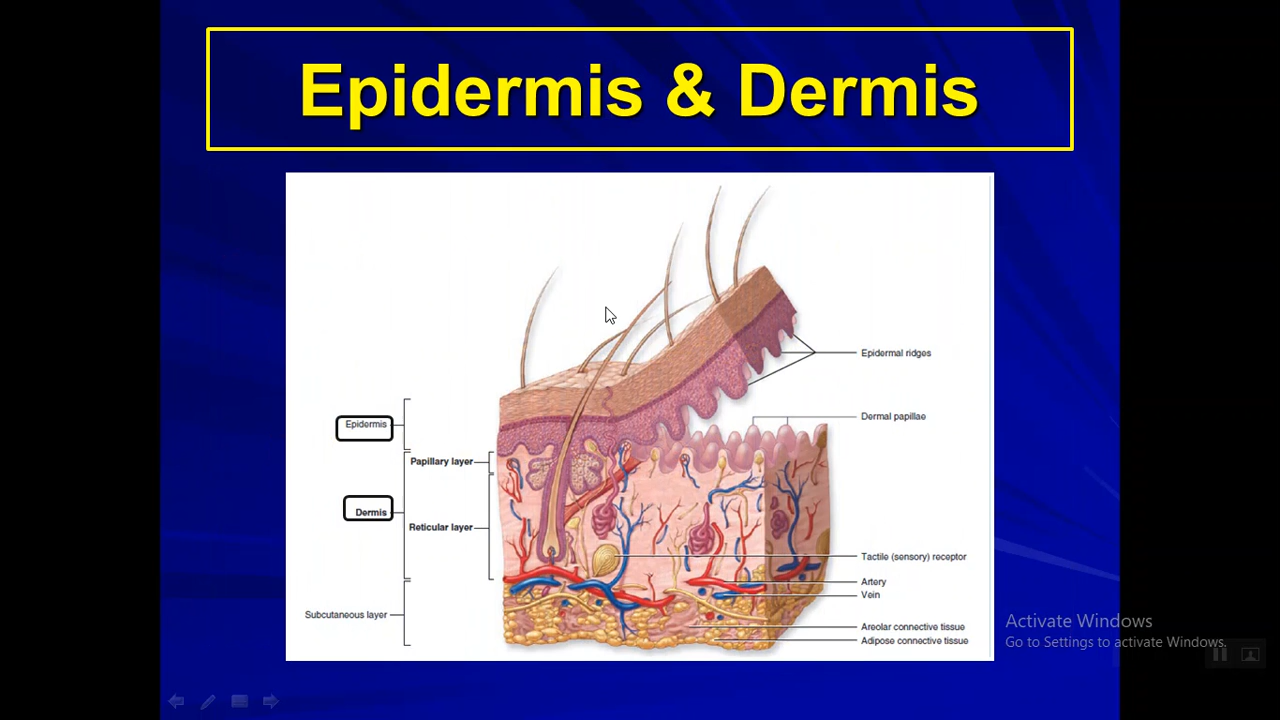 Epidermis & Dermis
Epidermal ridges
Dermal papillae
Epidermis
Papillary layer
Dermis
Reticular layer
Tactile (sensory) receptor
Artery
Vein
Subcutaneous layer
Areolar connective tissue
Adipose connective tissue
Activate Windows
Go to Settings to activate Windows.